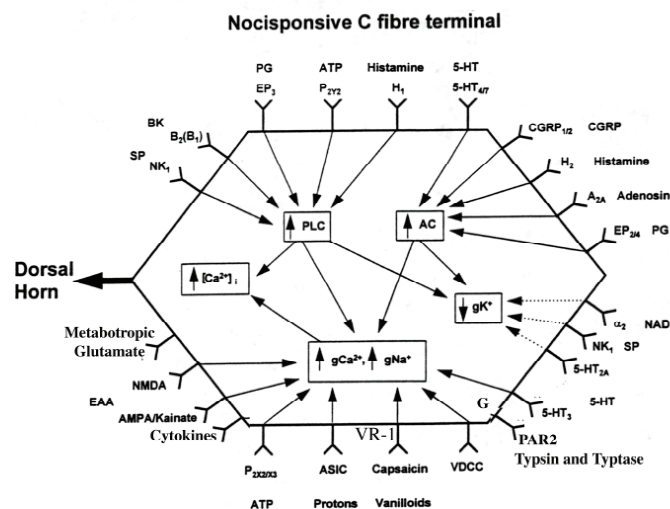 Nocisponsive C fibre terminal
PG ATP Histamine 5-HT
EP3 P2Y2 H1 5-HT4/7
BK
B2(B1)
SP
NK1
CGRP1/2 CGRP
H2 Histamine
A2A Adenosin
EP2/4 PG
↑ PLC
↑ AC
Dorsal
Horn
↑ [Ca2+] i
↓ gK+
α2 NAD
NK1 SP
5-HT2A
Metabotropic
Glutamate
↑ gCa2+, ↑ gNa+
NMDA
EAA
AMPA/Kainate
Cytokines
G
5-HT3 5-HT
VR-1
PAR2
Typsin and Typtase
P2X2/X3 ASIC Capsaicin VDCC
ATP Protons Vanilloids